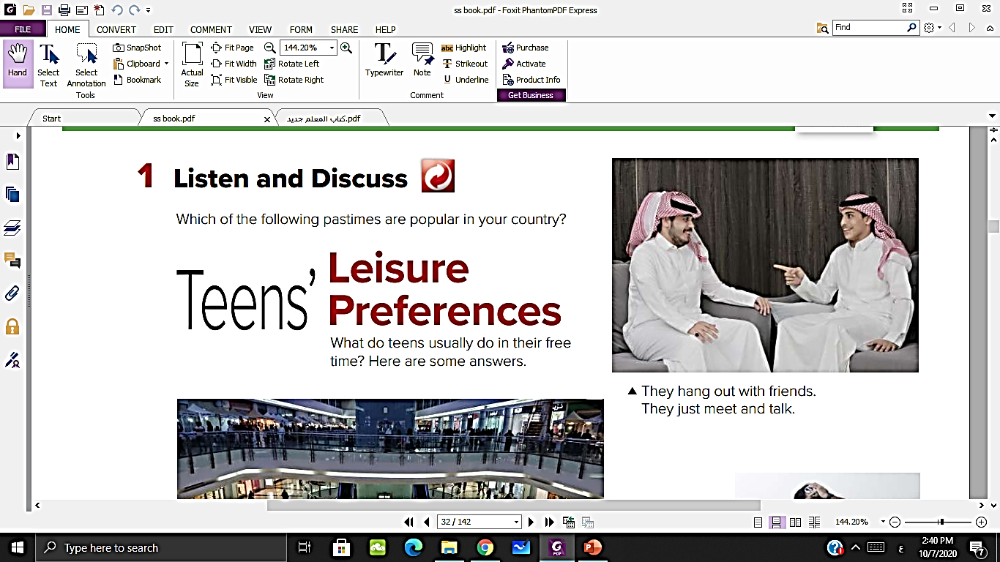 ss book.pdf - Foxit PhantomPDF Express
FILE HOME CONVERT EDIT COMMENT VIEW FORM SHARE HELP Find
Hand
Select
Text
Select
Annotation
SnapShot
Clipboard
Bookmark
Tools
Actual
Size
Fit Page
Fit Width
Fit Visible
144.20%
Rotate Left
Rotate Right
View
Typewriter
Note
abc Highlight
T Strikeout
U Underline
Comment
Purchase
Activate
Product Info
Get Business
Start ss book.pdf كتاب المعلم جديد.pdf
1 Listen and Discuss
Which of the following pastimes are popular in your country?
Teens’ Leisure
Preferences
What do teens usually do in their free
time? Here are some answers.
▲ They hang out with friends.
They just meet and talk.
32 / 142 144.20%
Type here to search
ع
2:40 PM
10/7/2020
7